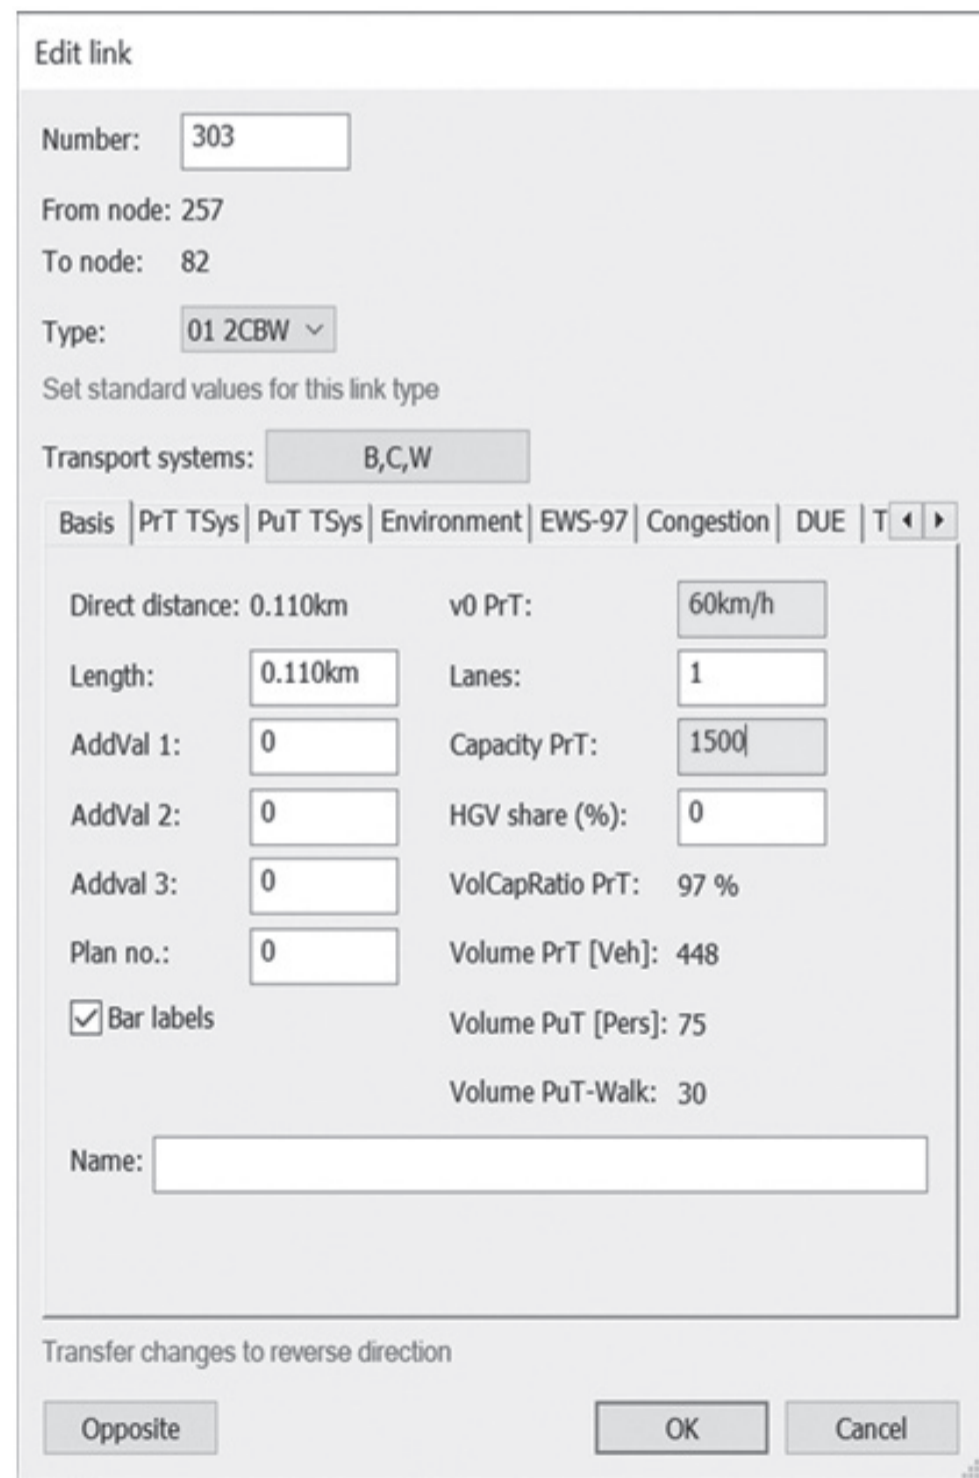 Edit link
Number: 303
From node: 257
To node: 82
Type: 01 2CBW
Set standard values for this link type
Transport systems: B,C,W
Basis PrT TSys PuT TSys Environment EWS-97 Congestion DUE T
Direct distance: 0.110km v0 PrT: 60km/h
Length: 0.110km Lanes: 1
AddVal 1: 0 Capacity PrT: 1500
AddVal 2: 0 HGV share (%): 0
Addval 3: 0 VolCapRatio PrT: 97 %
Plan no.: 0 Volume PrT [Veh]: 448
Bar labels Volume PuT [Pers]: 75
Volume PuT-Walk: 30
Name:
Transfer changes to reverse direction
Opposite OK Cancel